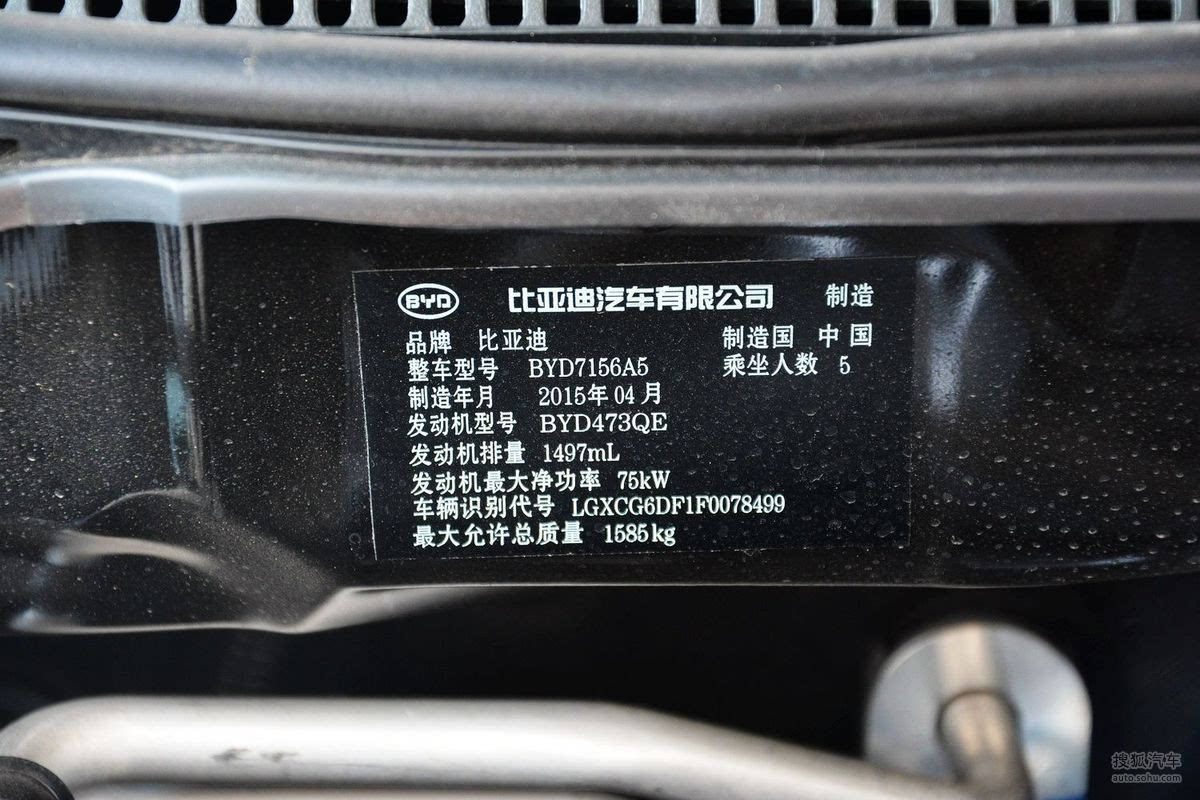 BYD 比亚迪汽车有限公司 制造
品牌 比亚迪 制造国 中国
整车型号 BYD7156A5 乘坐人数 5
制造年月 2015年04月
发动机型号 BYD473QE
发动机排量 1497mL
发动机最大净功率 75kW
车辆识别代号 LGXCG6DF1F0078499
最大允许总质量 1585kg
搜狐汽车
auto.sohu.com